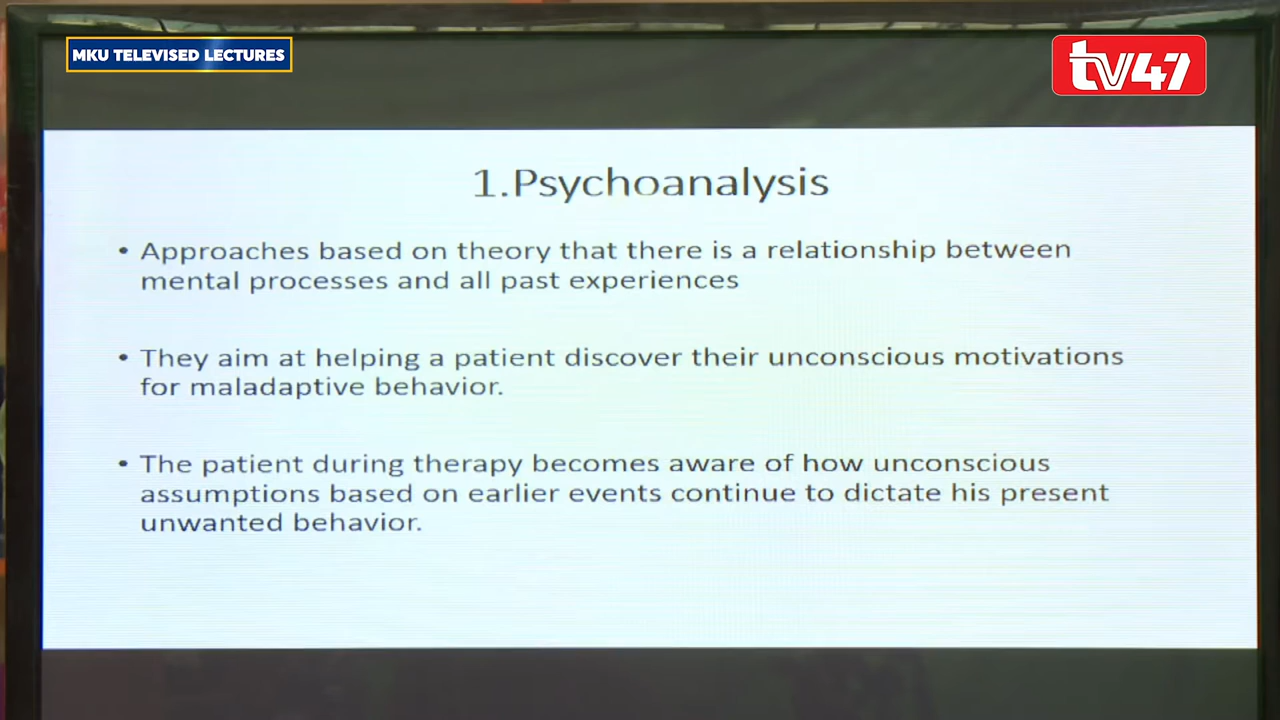 MKU TELEVISED LECTURES
tv47
1.Psychoanalysis
• Approaches based on theory that there is a relationship between
mental processes and all past experiences
• They aim at helping a patient discover their unconscious motivations
for maladaptive behavior.
• The patient during therapy becomes aware of how unconscious
assumptions based on earlier events continue to dictate his present
unwanted behavior.